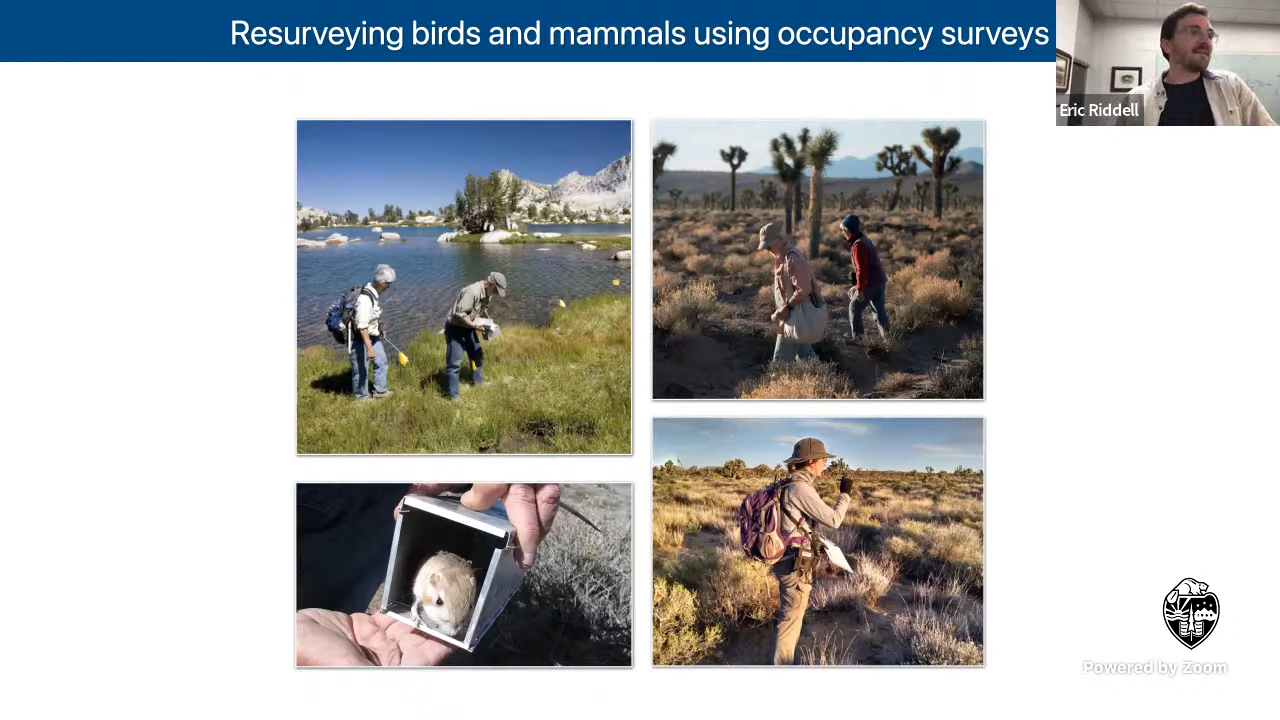 Resurveying birds and mammals using occupancy surveys
Eric Riddell
Powered by Zoom